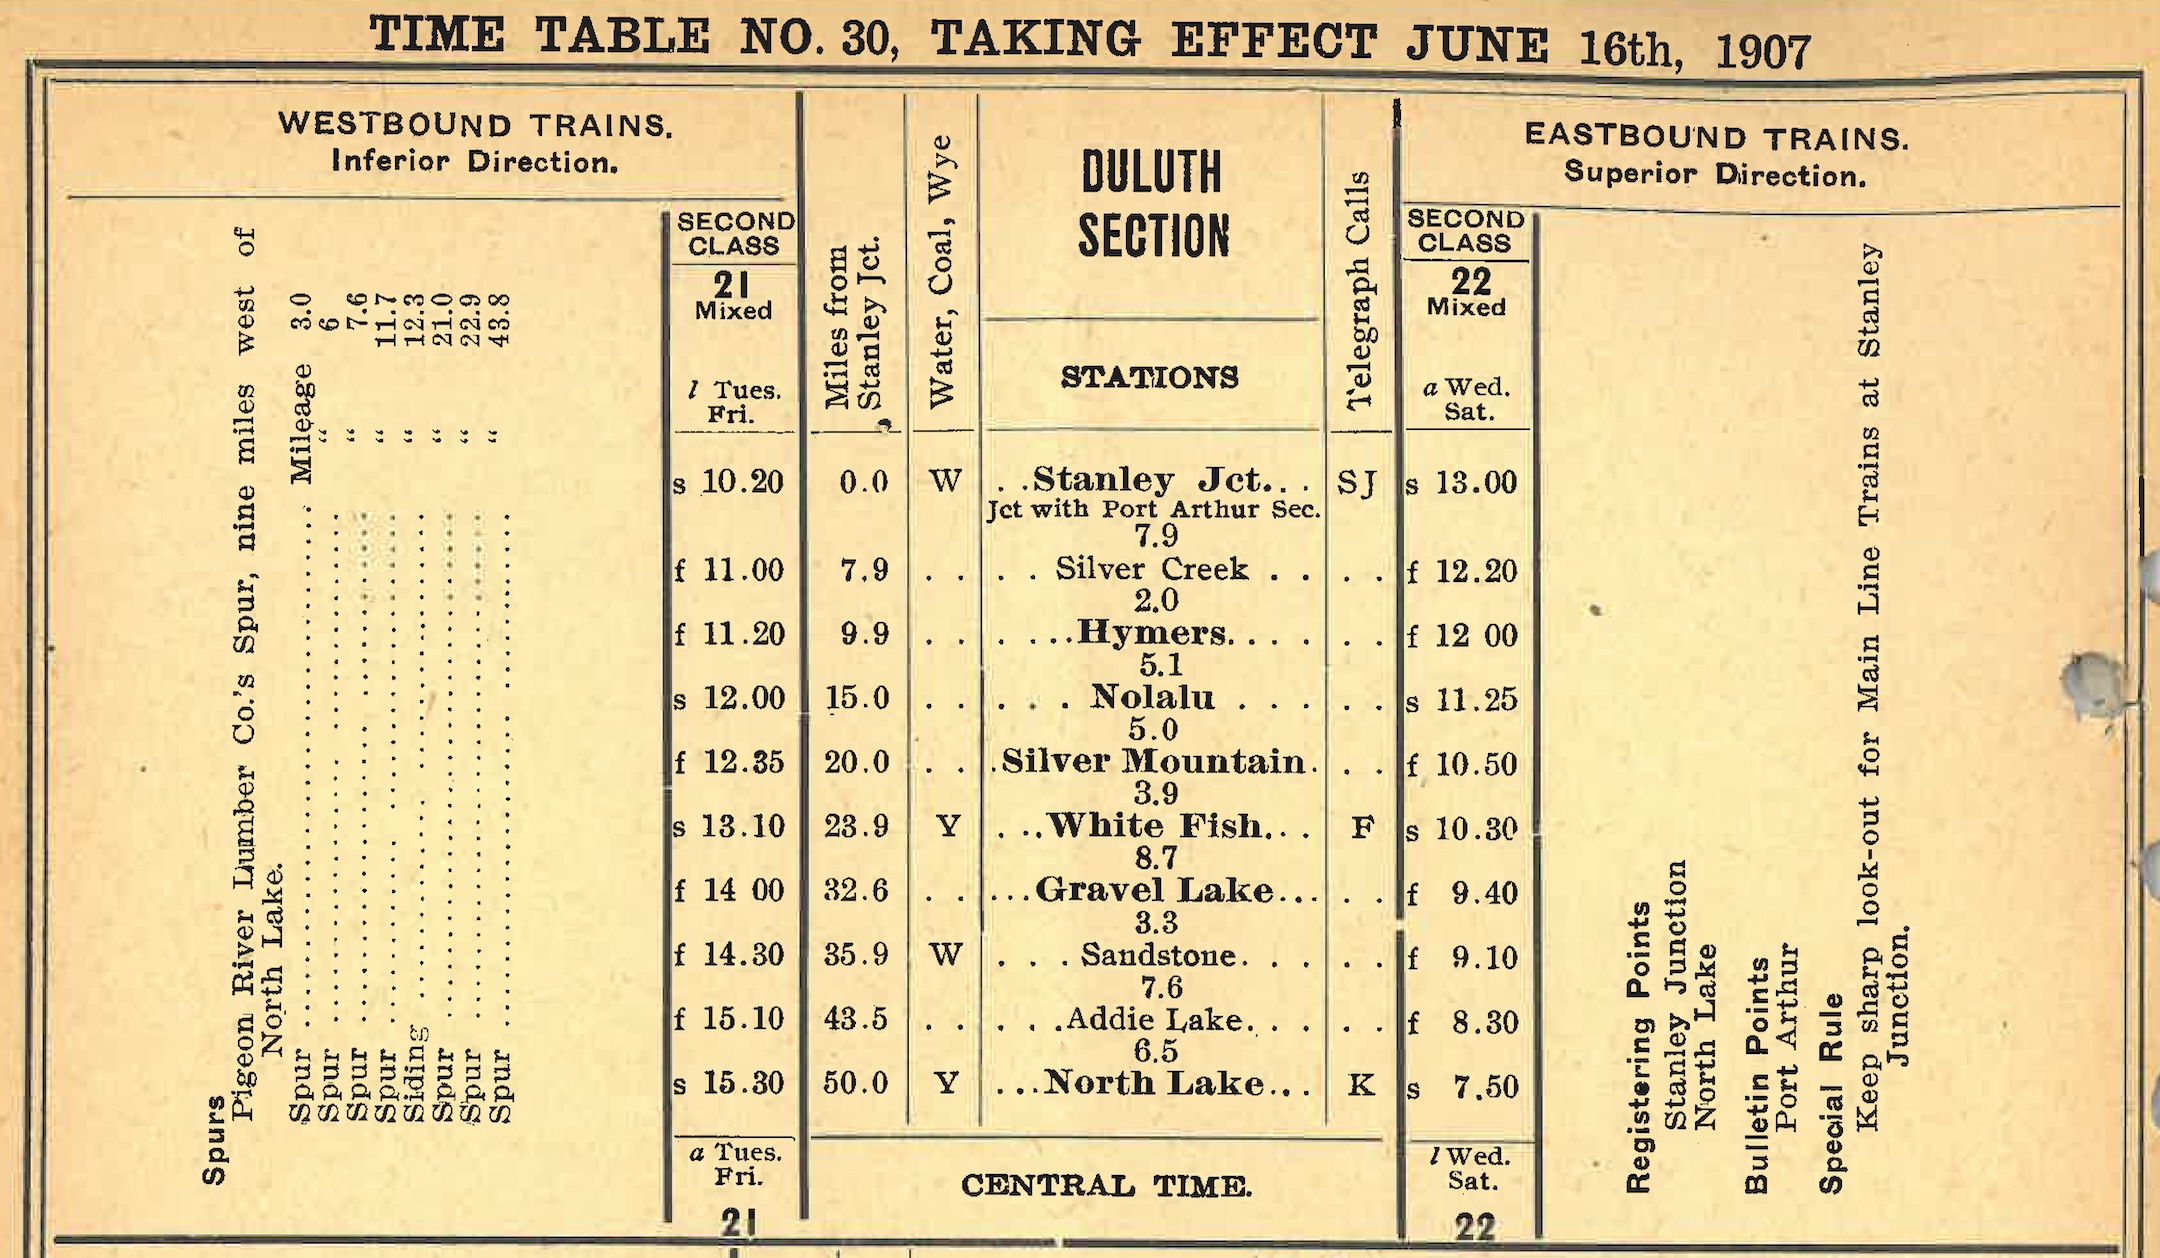 TIME TABLE NO. 30, TAKING EFFECT JUNE 16th, 1907
WESTBOUND TRAINS.
Inferior Direction.
Spurs
Pigeon River Lumber Co.'s Spur, nine miles west of
North Lake.
Spur .......... Mileage 3.0
Spur .......... “ 6
Spur .......... “ 7.6
Spur .......... “ 11.7
Siding .......... “ 12.3
Spur .......... “ 21.0
Spur .......... “ 22.9
Spur .......... “ 43.8
SECOND
CLASS
21
Mixed
l Tues.
Fri.
Miles from
Stanley Jct.
Water, Coal, Wye
DULUTH
SECTION
STATIONS
Telegraph Calls
EASTBOUND TRAINS.
Superior Direction.
SECOND
CLASS
22
Mixed
a Wed.
Sat.
s 10.20 0.0 W . .Stanley Jct... SJ s 13.00
Jct with Port Arthur Sec.
7.9
f 11.00 7.9 . . . . Silver Creek . . . . f 12.20
2.0
f 11.20 9.9 . . . ...Hymers.... . . . f 12 00
5.1
s 12.00 15.0 . . . . . Nolalu . . . . . s 11.25
5.0
f 12.35 20.0 . . .Silver Mountain. . . f 10.50
3.9
s 13.10 23.9 Y . ..White Fish... F s 10.30
8.7
f 14 00 32.6 . . ...Gravel Lake... . . f 9.40
3.3
f 14.30 35.9 W . . . Sandstone. . . . . f 9.10
7.6
f 15.10 43.5 . . . . .Addie Lake. . . . . f 8.30
6.5
s 15.30 50.0 Y ...North Lake... K s 7.50
a Tues.
Fri.
21
CENTRAL TIME.
l Wed.
Sat.
22
Registering Points
Stanley Junction
North Lake
Bulletin Points
Port Arthur
Special Rule
Keep sharp look-out for Main Line Trains at Stanley
Junction.